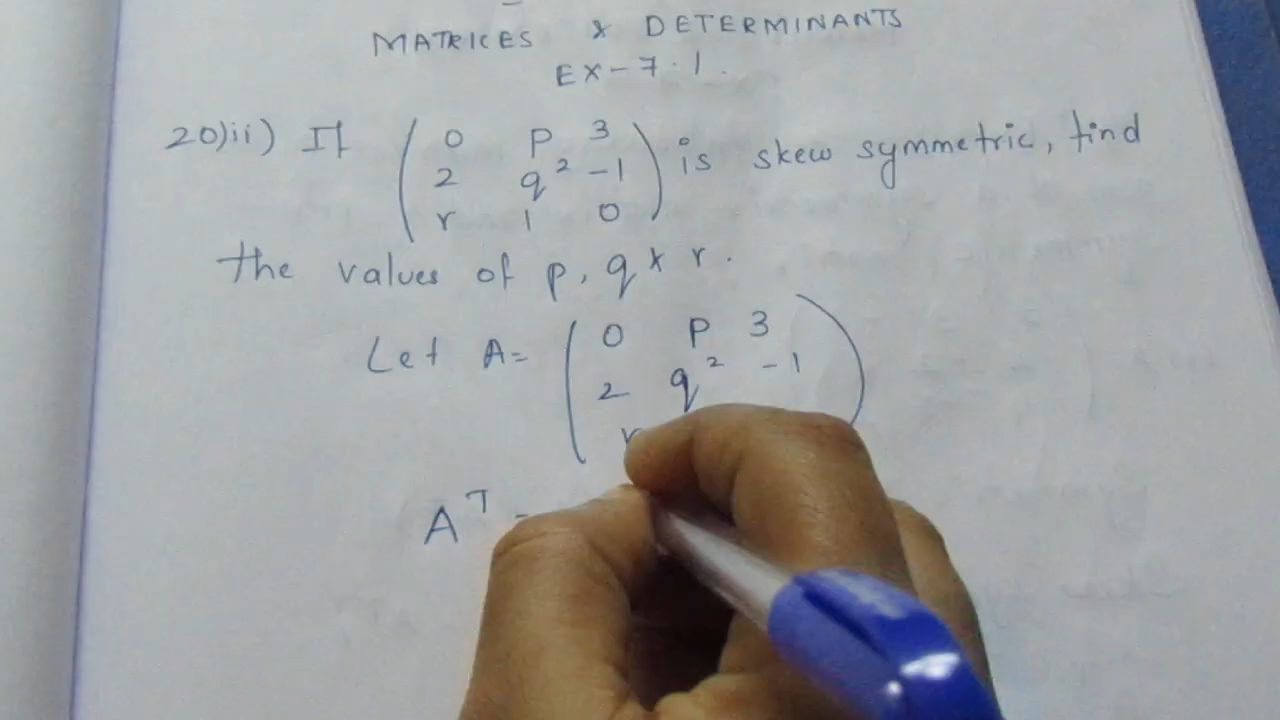 MATRICES & DETERMINANTS
EX-7.1.
20)ii) If ( 0 p 3 ) is skew symmetric, find
2 q² -1
r 1 0
the values of p, q & r.
Let A= ( 0 P 3 )
2 q² -1
r
Aᵀ =